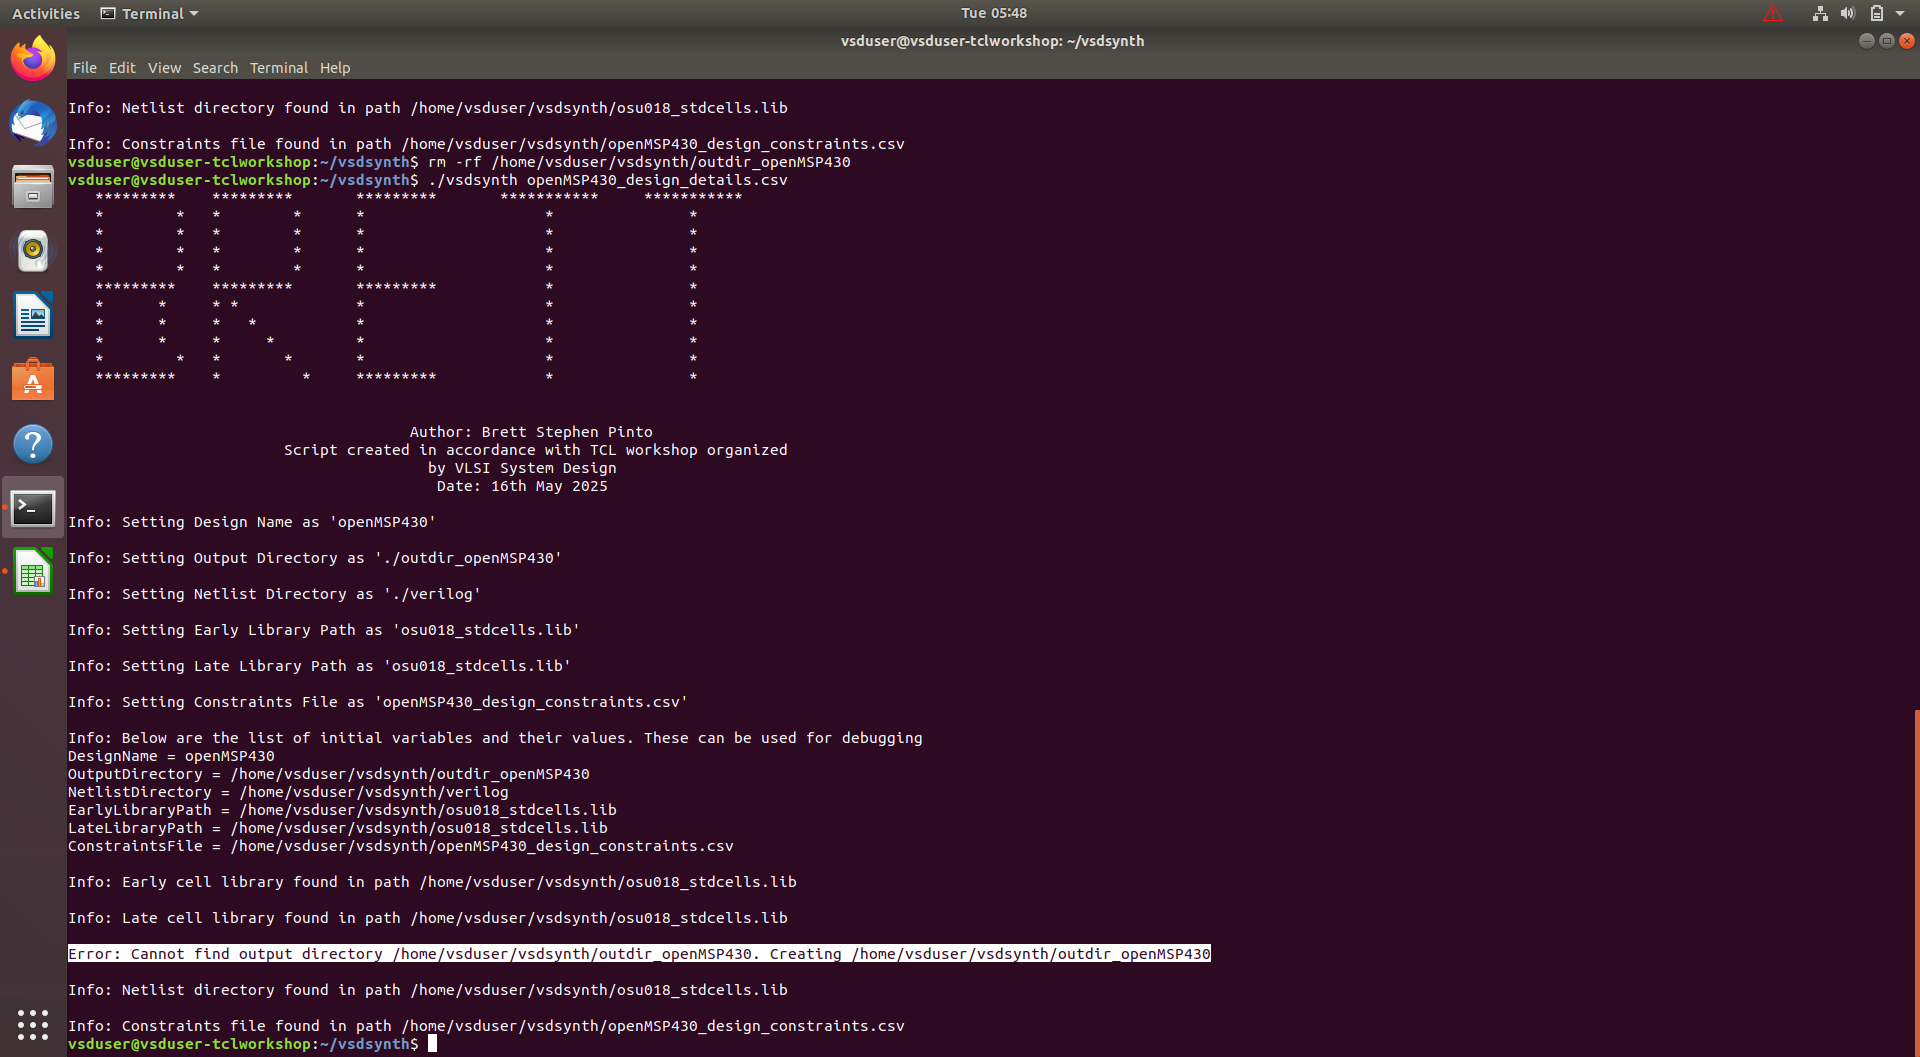 Activities Terminal Tue 05:48
vsduser@vsduser-tclworkshop: ~/vsdsynth
File Edit View Search Terminal Help
Info: Netlist directory found in path /home/vsduser/vsdsynth/osu018_stdcells.lib
Info: Constraints file found in path /home/vsduser/vsdsynth/openMSP430_design_constraints.csv
vsduser@vsduser-tclworkshop:~/vsdsynth$ rm -rf /home/vsduser/vsdsynth/outdir_openMSP430
vsduser@vsduser-tclworkshop:~/vsdsynth$ ./vsdsynth openMSP430_design_details.csv
*********    *********       *********       ***********     ***********
*        *   *        *      *                    *               *
*        *   *        *      *                    *               *
*        *   *        *      *                    *               *
*        *   *        *      *                    *               *
*********    *********       *********            *               *
*      *     * *             *                    *               *
*      *     *   *           *                    *               *
*      *     *     *         *                    *               *
*        *   *       *       *                    *               *
*********    *         *     *********            *               *
Author: Brett Stephen Pinto
Script created in accordance with TCL workshop organized
by VLSI System Design
Date: 16th May 2025
Info: Setting Design Name as 'openMSP430'
Info: Setting Output Directory as './outdir_openMSP430'
Info: Setting Netlist Directory as './verilog'
Info: Setting Early Library Path as 'osu018_stdcells.lib'
Info: Setting Late Library Path as 'osu018_stdcells.lib'
Info: Setting Constraints File as 'openMSP430_design_constraints.csv'
Info: Below are the list of initial variables and their values. These can be used for debugging
DesignName = openMSP430
OutputDirectory = /home/vsduser/vsdsynth/outdir_openMSP430
NetlistDirectory = /home/vsduser/vsdsynth/verilog
EarlyLibraryPath = /home/vsduser/vsdsynth/osu018_stdcells.lib
LateLibraryPath = /home/vsduser/vsdsynth/osu018_stdcells.lib
ConstraintsFile = /home/vsduser/vsdsynth/openMSP430_design_constraints.csv
Info: Early cell library found in path /home/vsduser/vsdsynth/osu018_stdcells.lib
Info: Late cell library found in path /home/vsduser/vsdsynth/osu018_stdcells.lib
Error: Cannot find output directory /home/vsduser/vsdsynth/outdir_openMSP430. Creating /home/vsduser/vsdsynth/outdir_openMSP430
Info: Netlist directory found in path /home/vsduser/vsdsynth/osu018_stdcells.lib
Info: Constraints file found in path /home/vsduser/vsdsynth/openMSP430_design_constraints.csv
vsduser@vsduser-tclworkshop:~/vsdsynth$